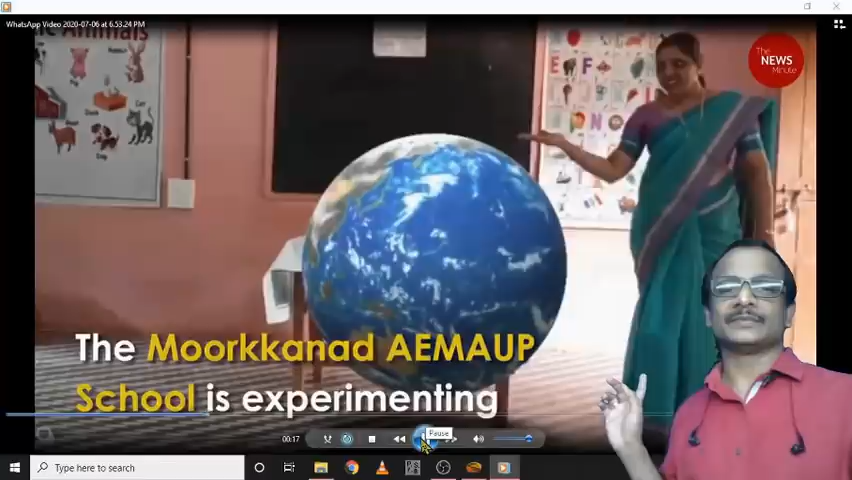 WhatsApp Video 2020-07-06 at 6.53.24 PM
The
NEWS
Minute
The Moorkkanad AEMAUP
School is experimenting
00:17
Pause
Type here to search